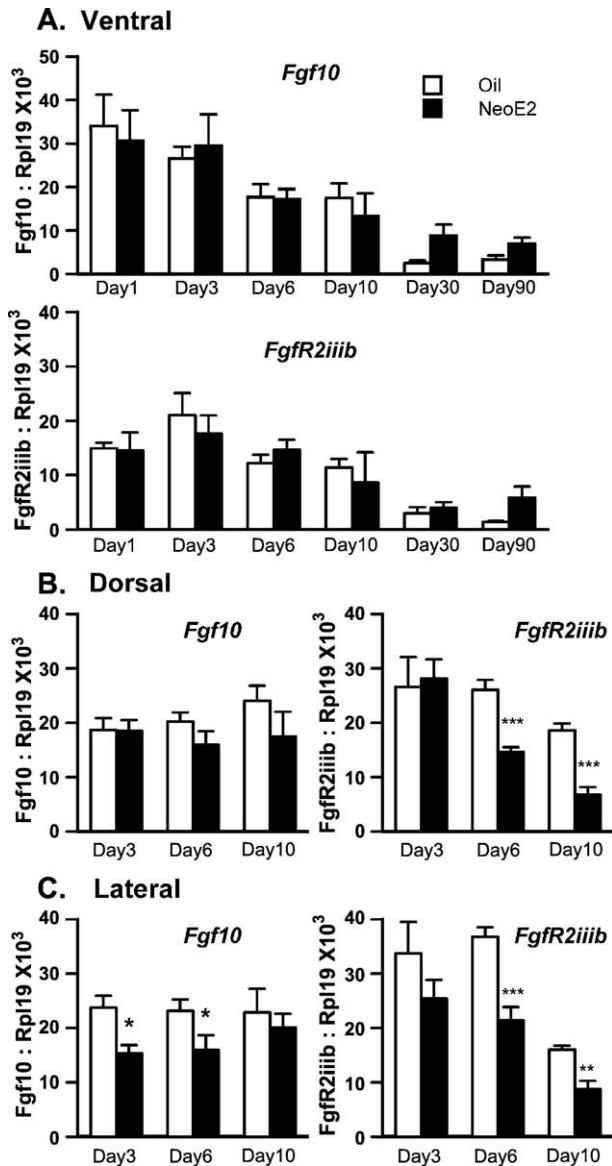 A. Ventral
Fgf10
Oil
NeoE2
Fgf10 : Rpl19 X10³
50
40
30
20
10
0
Day1 Day3 Day6 Day10 Day30 Day90
FgfR2iiib
FgfR2iiib : Rpl19 X10³
40
30
20
10
0
Day1 Day3 Day6 Day10 Day30 Day90
B. Dorsal
Fgf10
Fgf10 : Rpl19 X10³
40
30
20
10
0
Day3 Day6 Day10
FgfR2iiib
FgfR2iiib : Rpl19 X10³
40
30
20
10
0
***
***
Day3 Day6 Day10
C. Lateral
Fgf10
Fgf10 : Rpl19 X10³
40
30
20
10
0
*
*
Day3 Day6 Day10
FgfR2iiib
FgfR2iiib : Rpl19 X10³
40
30
20
10
0
***
**
Day3 Day6 Day10